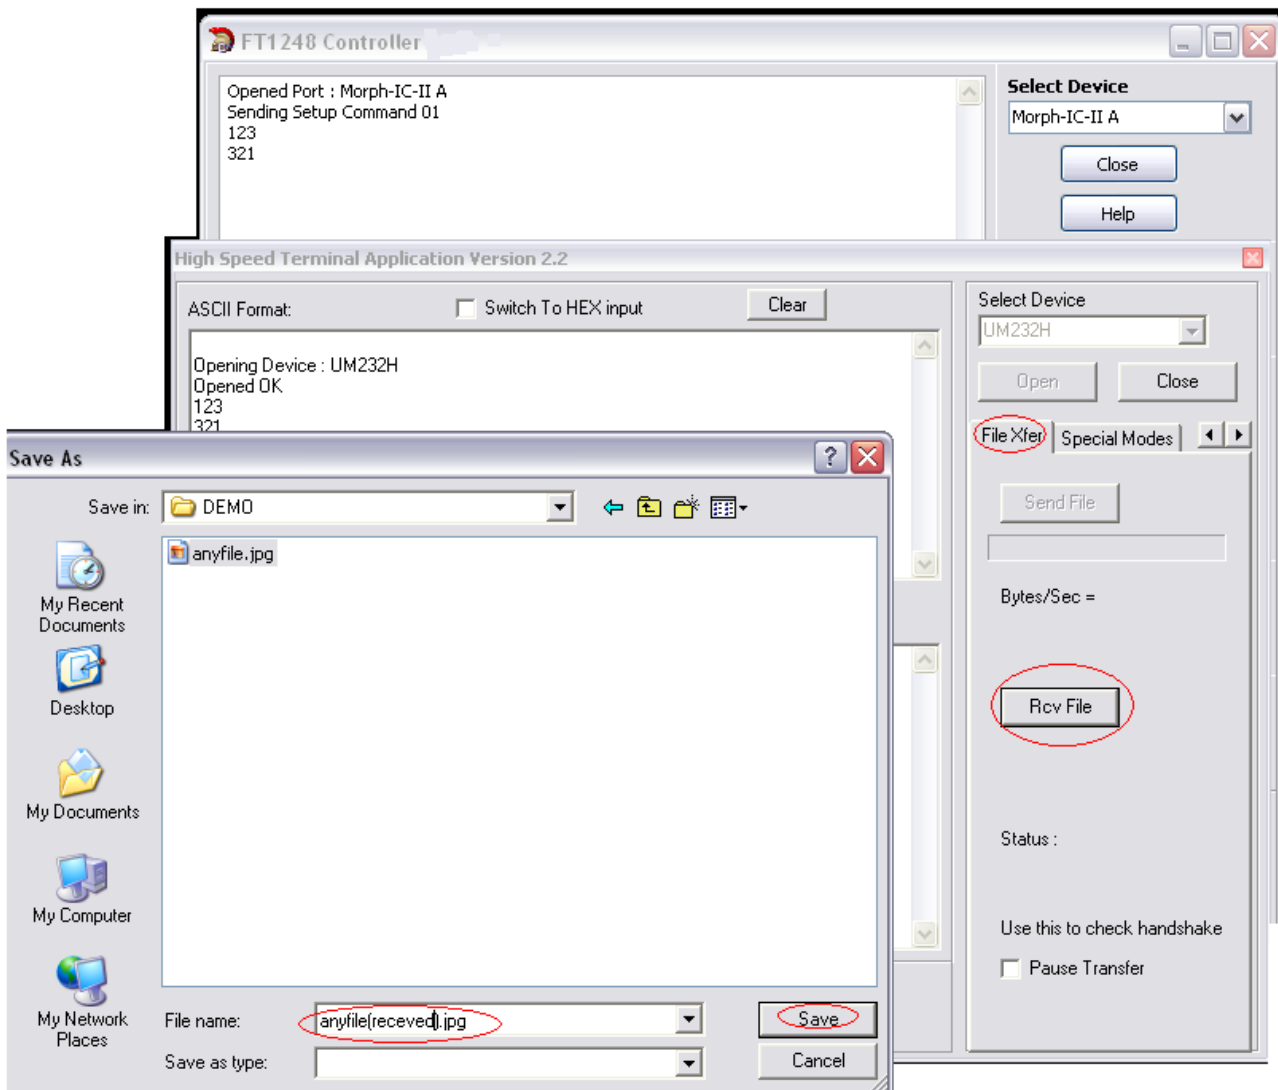 FT1248 Controller
Opened Port : Morph-IC-II A
Sending Setup Command 01
123
321
Select Device
Morph-IC-II A
Close
Help
High Speed Terminal Application Version 2.2
ASCII Format:
Switch To HEX input
Clear
Opening Device : UM232H
Opened OK
123
321
Select Device
UM232H
Open
Close
File Xfer
Special Modes
Send File
Bytes/Sec =
Rcv File
Status :
Use this to check handshake
Pause Transfer
Save As
Save in:
DEMO
anyfile.jpg
My Recent
Documents
Desktop
My Documents
My Computer
My Network
Places
File name:
anyfile(receved).jpg
Save
Save as type:
Cancel